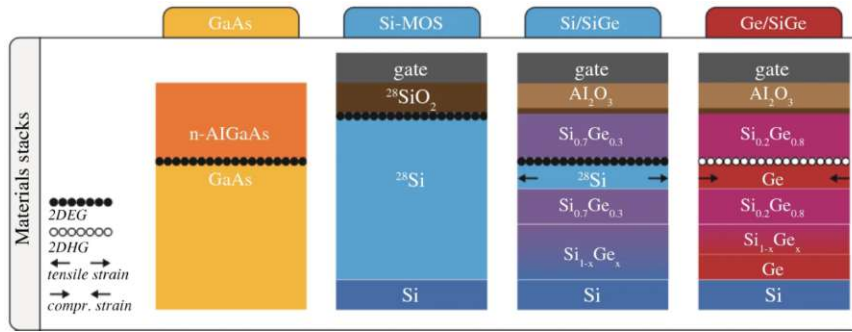 GaAs
Si-MOS
Si/SiGe
Ge/SiGe
Materials stacks
2DEG
2DHG
tensile strain
compr. strain
n-AlGaAs
GaAs
gate
²⁸SiO₂
²⁸Si
Si
gate
Al₂O₃
Si₀.₇Ge₀.₃
²⁸Si
Si₀.₇Ge₀.₃
Si₁₋ₓGeₓ
Si
gate
Al₂O₃
Si₀.₂Ge₀.₈
Ge
Si₀.₂Ge₀.₈
Si₁₋ₓGeₓ
Ge
Si